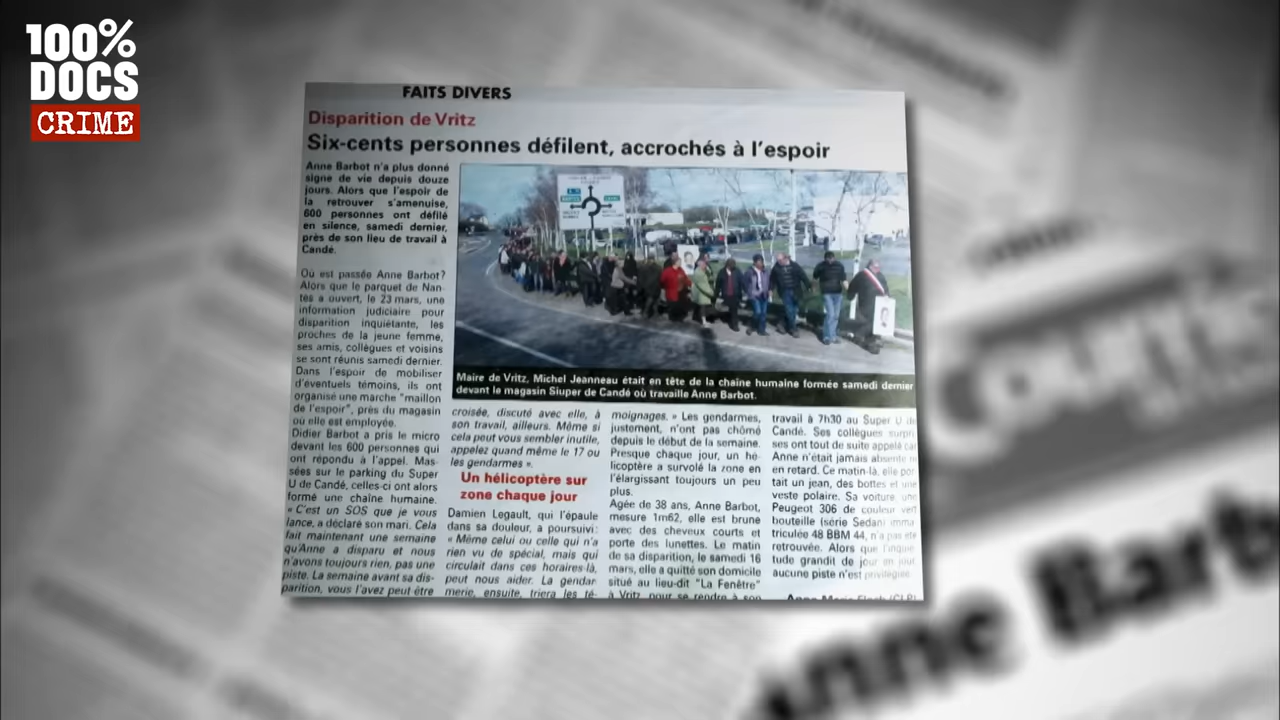 100%
DOCS
CRIME
FAITS DIVERS
Disparition de Vritz
Six-cents personnes défilent, accrochés à l'espoir
Anne Barbot n'a plus donné
signe de vie depuis douze
jours. Alors que l'espoir de
la retrouver s'amenuise,
600 personnes ont défilé
en silence, samedi dernier,
près de son lieu de travail à
Candé.
Où est passée Anne Barbot?
Alors que le parquet de Nan-
tes a ouvert, le 23 mars, une
information judiciaire pour
disparition inquiétante, les
proches de la jeune femme,
ses amis, collègues et voisins
se sont réunis samedi dernier.
Dans l'espoir de mobiliser
d'éventuels témoins, ils ont
organisé une marche "maillon
de l'espoir", près du magasin
où elle est employée.
Didier Barbot a pris le micro
devant les 600 personnes qui
ont répondu à l'appel. Mas-
sées sur le parking du Super
U de Candé, celles-ci ont alors
formé une chaîne humaine.
« C'est un SOS que je vous
lance, a déclaré son mari. Cela
fait maintenant une semaine
qu'Anne a disparu et nous
n'avons toujours rien, pas une
piste. La semaine avant sa dis-
parition, vous l'avez peut être
Maire de Vritz, Michel Jeanneau était en tête de la chaîne humaine formée samedi dernier
devant le magasin Siuper de Candé où travaille Anne Barbot.
croisée, discuté avec elle, à
son travail, ailleurs. Même si
cela peut vous sembler inutile,
appelez quand même le 17 ou
les gendarmes ».
Un hélicoptère sur
zone chaque jour
Damien Legault, qui l'épaule
dans sa douleur, a poursuivi:
« Même celui ou celle qui n'a
rien vu de spécial, mais qui
circulait dans ces horaires-là,
peut nous aider. La gendar-
merie, ensuite, triera les té-
moignages. » Les gendarmes,
justement, n'ont pas chômé
depuis le début de la semaine.
Presque chaque jour, un hé-
licoptère a survolé la zone en
l'élargissant toujours un peu
plus.
Agée de 38 ans, Anne Barbot,
mesure 1m62, elle est brune
avec des cheveux courts et
porte des lunettes. Le matin
de sa disparition, le samedi 16
mars, elle a quitté son domicile
situé au lieu-dit "La Fenêtre"
à Vritz, pour se rendre à son
travail à 7h30 au Super U de
Candé. Ses collègues surpri-
ses ont tout de suite appelé car
Anne n'était jamais absente ni
en retard. Ce matin-là, elle por-
tait un jean, des bottes et une
veste polaire. Sa voiture, une
Peugeot 306 de couleur vert
bouteille (série Sedan) imma-
triculée 48 BBM 44, n'a pas été
retrouvée. Alors que l'inquié-
tude grandit de jour en jour,
aucune piste n'est privilégiée.
anne Barb